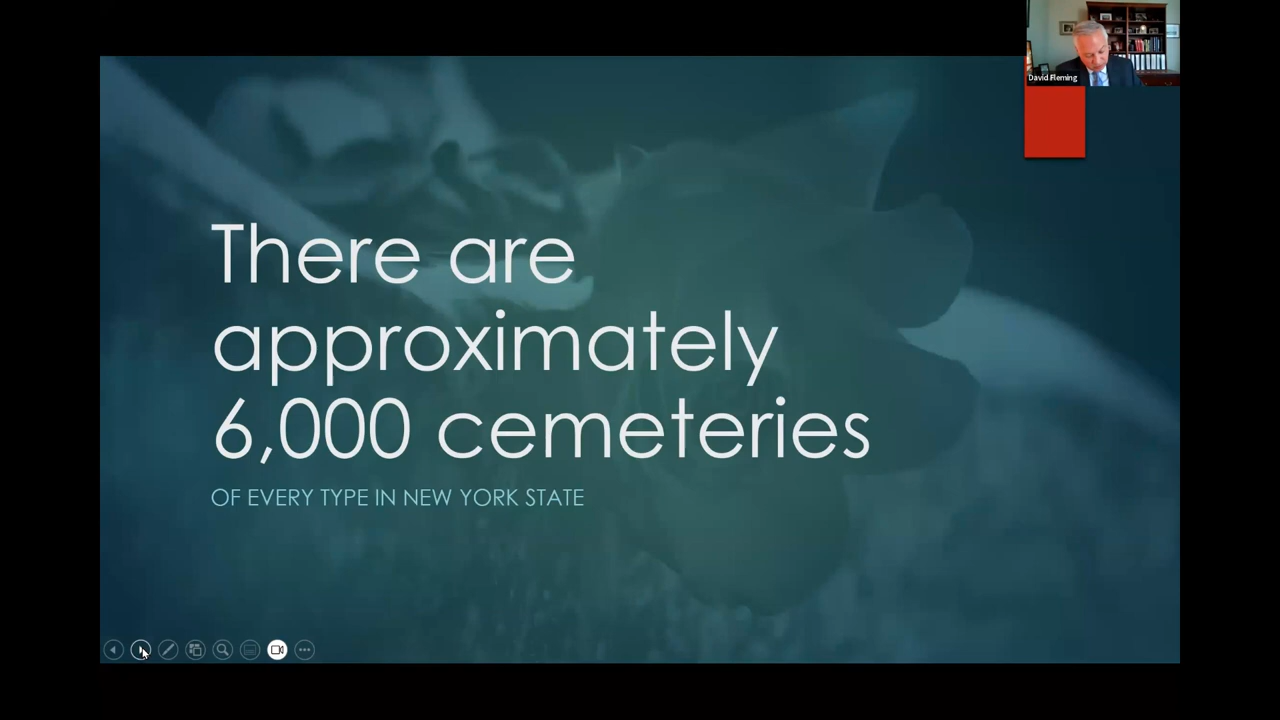 David Fleming
There are
approximately
6,000 cemeteries
OF EVERY TYPE IN NEW YORK STATE